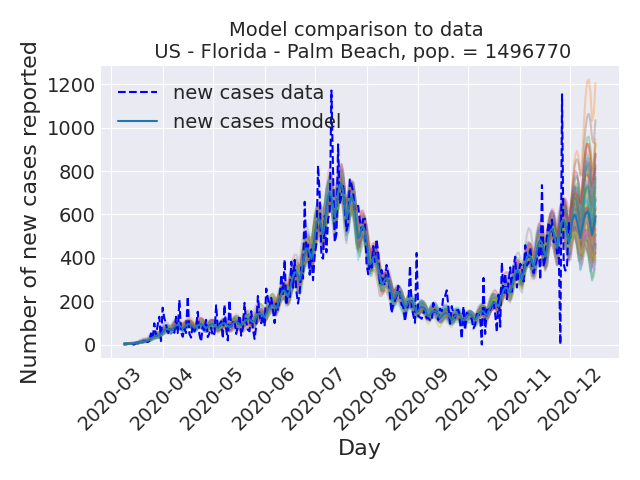 Model comparison to data
US - Florida - Palm Beach, pop. = 1496770
Number of new cases reported
1200
1000
800
600
400
200
0
new cases data
new cases model
2020-03
2020-04
2020-05
2020-06
2020-07
2020-08
2020-09
2020-10
2020-11
2020-12
Day